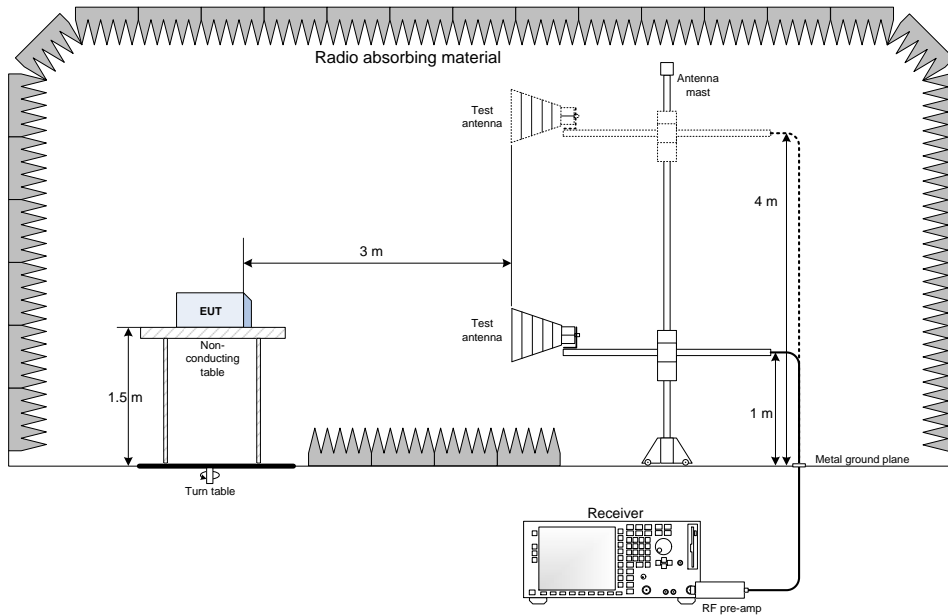 Radio absorbing material
Antenna
mast
Test
antenna
4 m
3 m
EUT
Test
antenna
Non-
conducting
table
1.5 m
1 m
Metal ground plane
Turn table
Receiver
RF pre-amp